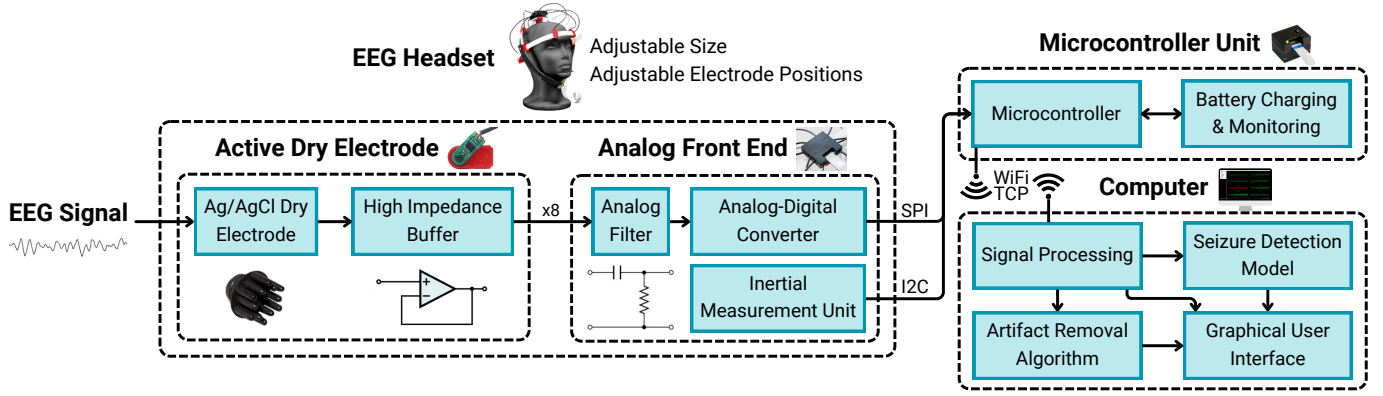 EEG Headset
Adjustable Size
Adjustable Electrode Positions
Active Dry Electrode
Analog Front End
EEG Signal
Ag/AgCl Dry
Electrode
High Impedance
Buffer
x8
Analog
Filter
Analog-Digital
Converter
Inertial
Measurement Unit
SPI
I2C
Microcontroller Unit
Microcontroller
Battery Charging
& Monitoring
WiFi
TCP
Computer
Signal Processing
Seizure Detection
Model
Artifact Removal
Algorithm
Graphical User
Interface